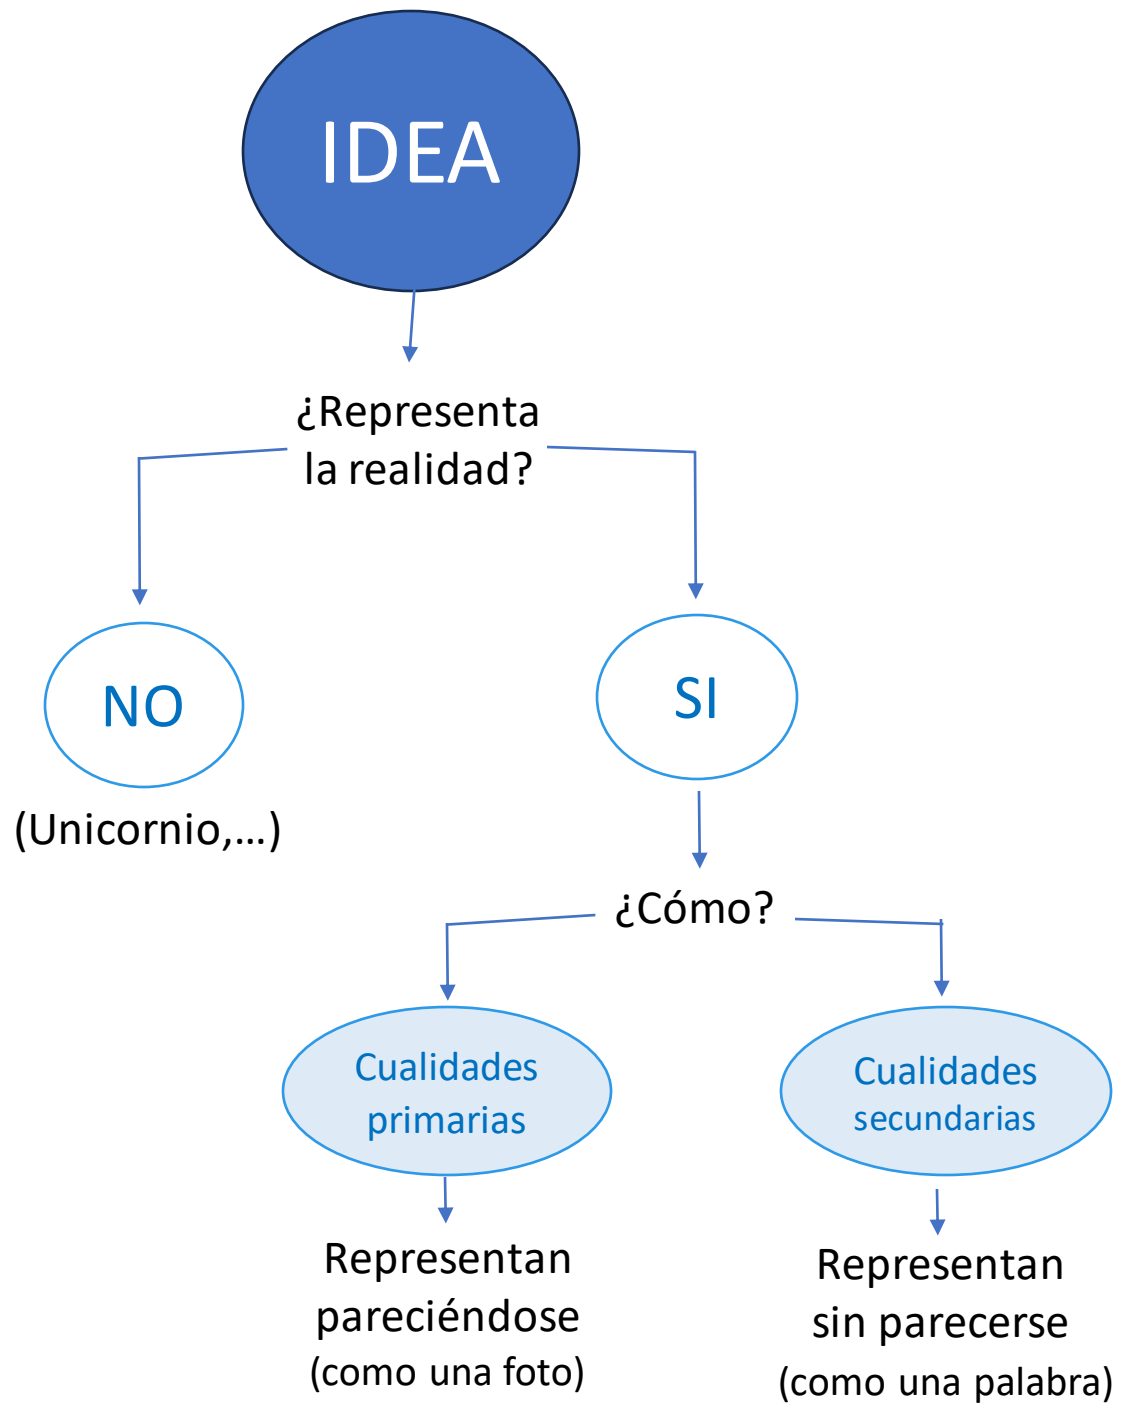 IDEA
¿Representa
la realidad?
NO
SI
(Unicornio,...)
¿Cómo?
Cualidades
primarias
Cualidades
secundarias
Representan
pareciéndose
(como una foto)
Representan
sin parecerse
(como una palabra)